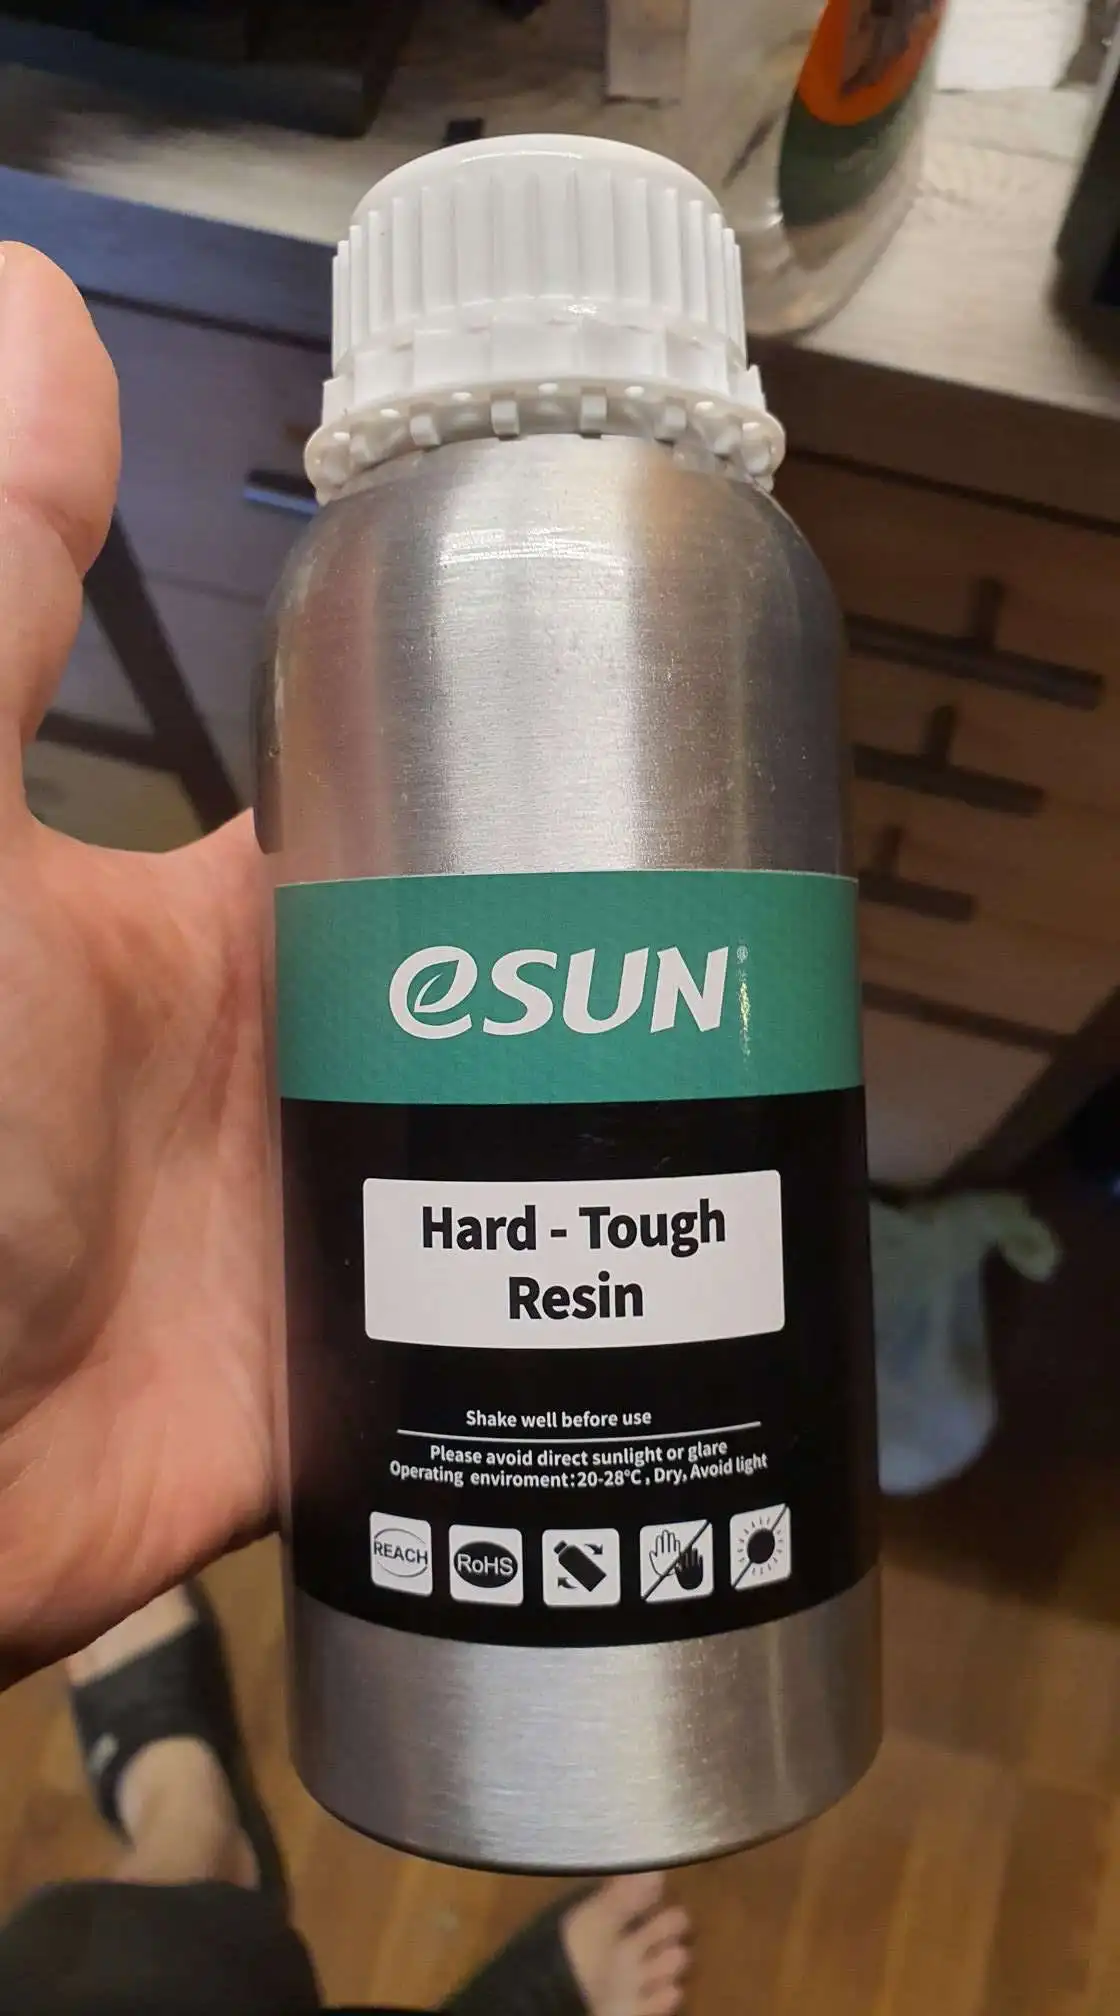 eSUN
Hard - Tough
Resin
Shake well before use
Please avoid direct sunlight or glare
Operating enviroment:20-28℃, Dry, Avoid light
REACH
RoHS